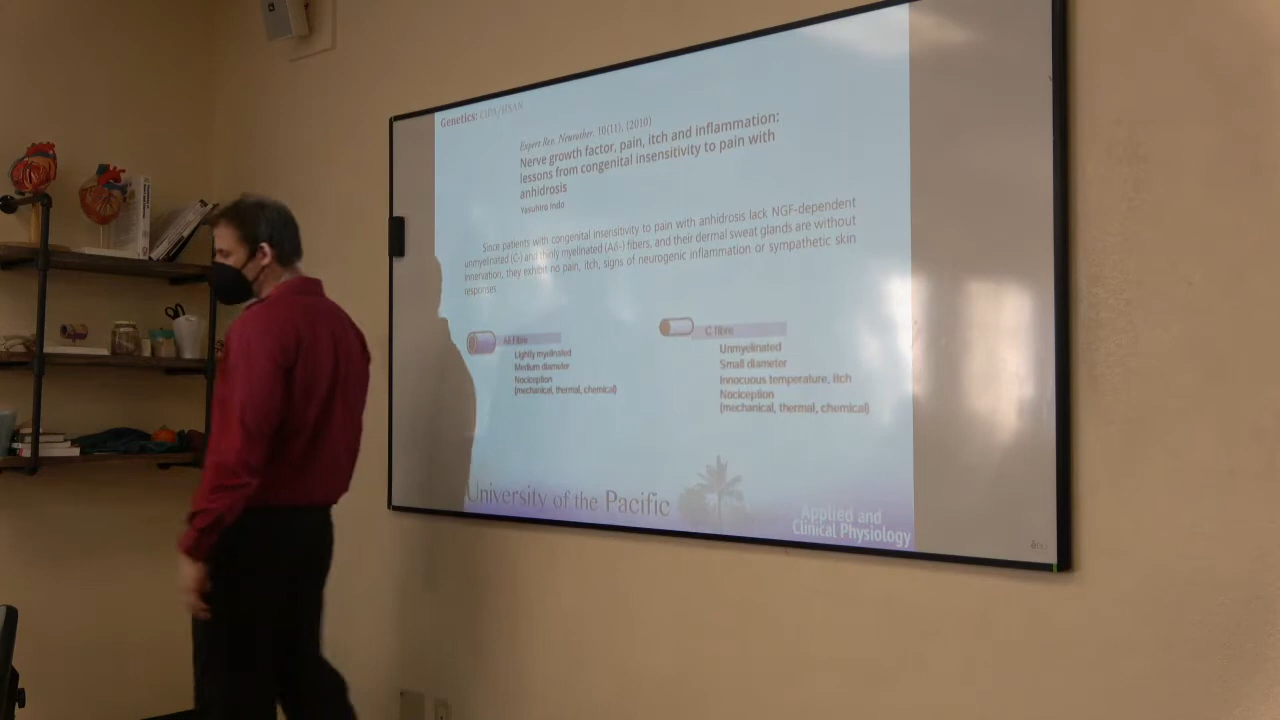 Genetics: CIPA/HSAN
Expert Rev. Neurother. 10(11), (2010)
Nerve growth factor, pain, itch and inflammation:
lessons from congenital insensitivity to pain with
anhidrosis
Yasuhiro Indo
Since patients with congenital insensitivity to pain with anhidrosis lack NGF-dependent
unmyelinated (C-) and thinly myelinated (Aδ-) fibers, and their dermal sweat glands are without
innervation, they exhibit no pain, itch, signs of neurogenic inflammation or sympathetic skin
responses.
Aδ Fibre
Lightly myelinated
Medium diameter
Nociception
(mechanical, thermal, chemical)
C fibre
Unmyelinated
Small diameter
Innocuous temperature, itch
Nociception
(mechanical, thermal, chemical)
University of the Pacific
Applied and
Clinical Physiology